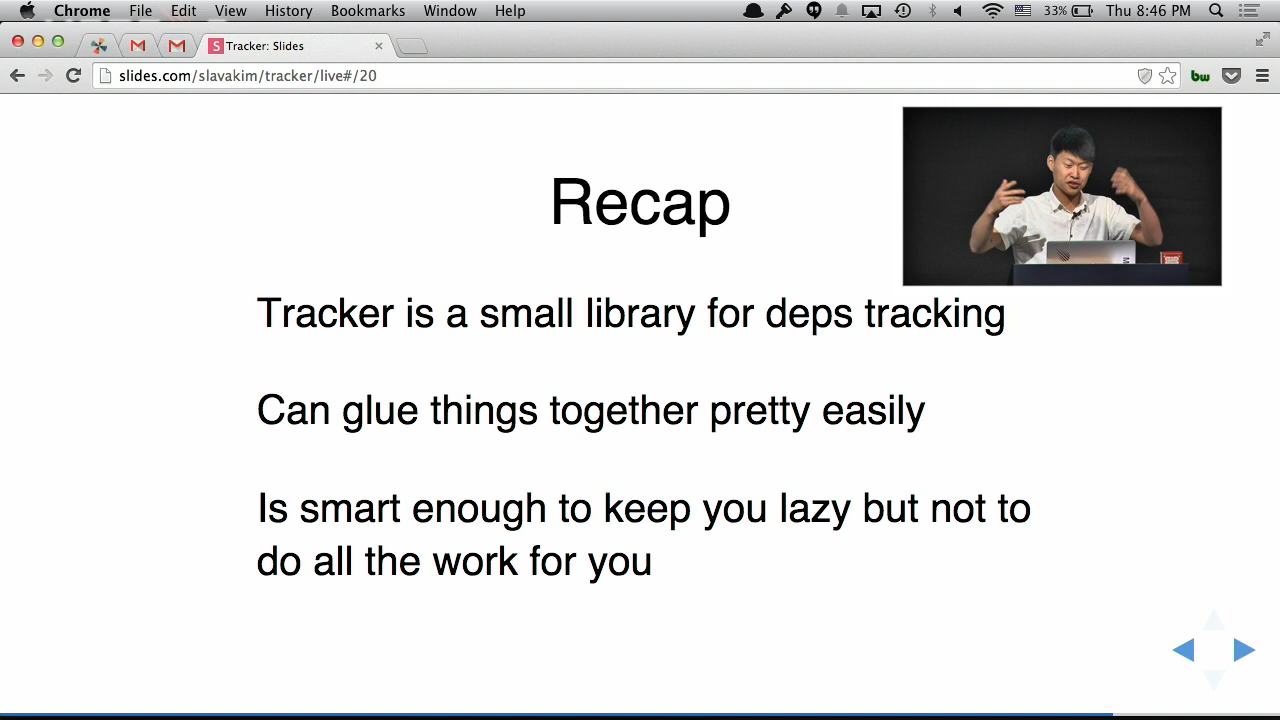 Chrome File Edit View History Bookmarks Window Help 33% Thu 8:46 PM
S Tracker: Slides
slides.com/slavakim/tracker/live#/20 bw
Recap
Tracker is a small library for deps tracking
Can glue things together pretty easily
Is smart enough to keep you lazy but not to
do all the work for you